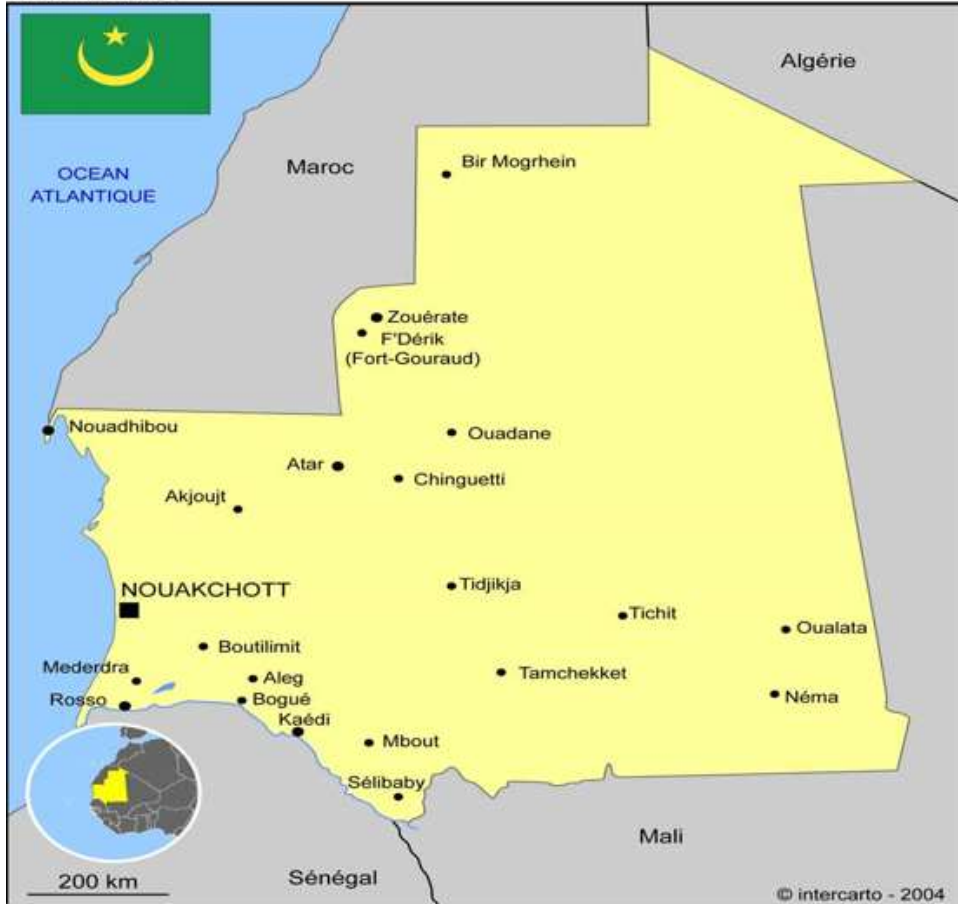 Algérie
Maroc
Bir Mogrhein
OCEAN
ATLANTIQUE
Zouérate
F'Dérik
(Fort-Gouraud)
Nouadhibou
Ouadane
Atar
Chinguetti
Akjoujt
NOUAKCHOTT
Tidjikja
Tichit
Oualata
Boutilimit
Mederdra
Aleg
Tamchekket
Rosso
Bogué
Néma
Kaédi
Mbout
Sélibaby
Mali
Sénégal
200 km
© intercarto - 2004